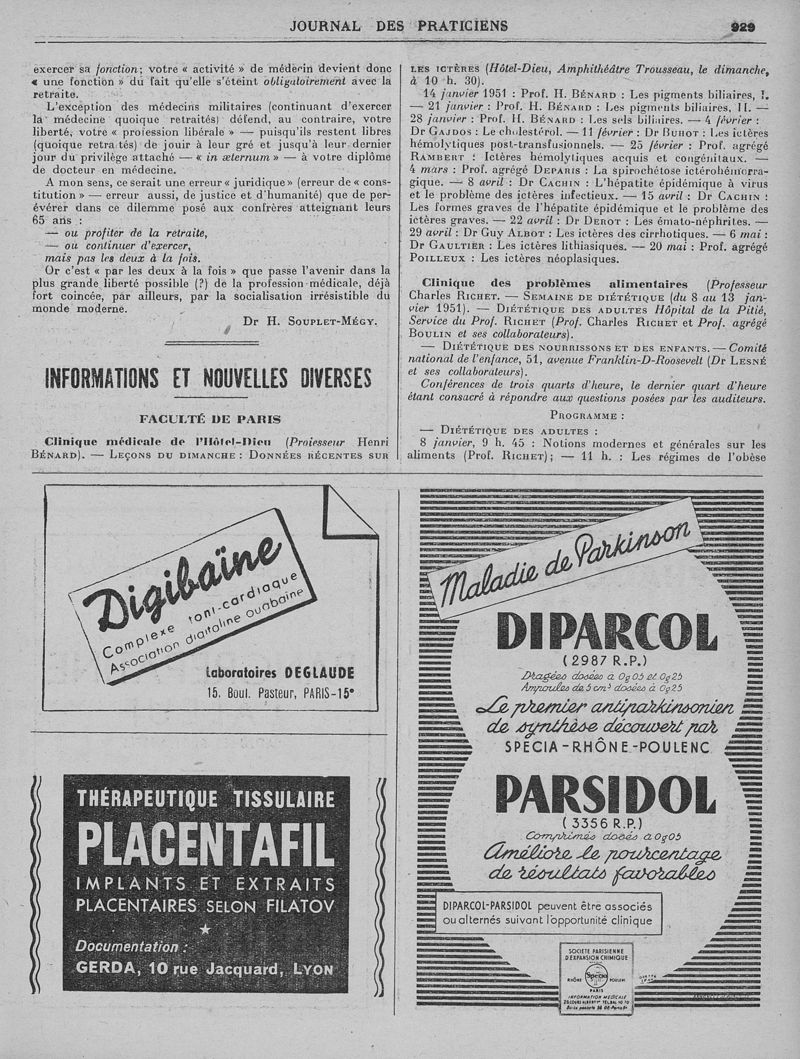 JOURNAL DES PRATICIENS
929
exercer sa fonction; votre « activité » de médecin devient donc
« une fonction » du fait qu'elle s'éteint obligatoirement avec la
retraite.
L'exception des médecins militaires (continuant d'exercer
la médecine quoique retraités) défend, au contraire, votre
liberté, votre « profession libérale » — puisqu'ils restent libres
(quoique retraités) de jouir à leur gré et jusqu'à leur dernier
jour du privilège attaché — « in æternum » — à votre diplôme
de docteur en médecine.
A mon sens, ce serait une erreur « juridique » (erreur de « cons-
titution » — erreur aussi, de justice et d'humanité) que de per-
évérer dans ce dilemme posé aux confrères atteignant leurs
65 ans :
— ou profiter de la retraite,
— ou continuer d'exercer,
mais pas les deux à la fois.
Or c'est « par les deux à la fois » que passe l'avenir dans la
plus grande liberté possible (?) de la profession médicale, déjà
fort coincée, par ailleurs, par la socialisation irrésistible du
monde moderne.
Dr H. SOUPLET-MÉGY.
INFORMATIONS ET NOUVELLES DIVERSES
FACULTÉ DE PARIS
Clinique médicale de l'Hôtel-Dieu (Professeur Henri
BÉNARD). — LEÇONS DU DIMANCHE : DONNÉES RÉCENTES SUR
LES ICTÈRES (Hôtel-Dieu, Amphithéâtre Trousseau, le dimanche,
à 10 h. 30).
14 janvier 1951 : Prof. H. BÉNARD : Les pigments biliaires, I.
— 21 janvier : Prof. H. BÉNARD : Les pigments biliaires, II. —
28 janvier : Prof. H. BÉNARD : Les sels biliaires. — 4 février :
Dr GAJDOS : Le cholestérol. — 11 février : Dr BUHOT : Les ictères
hémolytiques post-transfusionnels. — 25 février : Prof. agrégé
RAMBERT : Ictères hémolytiques acquis et congénitaux. —
4 mars : Prof. agrégé DEPARIS : La spirochétose ictérohémorra-
gique. — 8 avril : Dr CACHIN : L'hépatite épidémique à virus
et le problème des ictères infectieux. — 15 avril : Dr CACHIN :
Les formes graves de l'hépatite épidémique et le problème des
ictères graves. — 22 avril : Dr DEROT : Les émato-néphrites. —
29 avril : Dr Guy ALBOT : Les ictères des cirrhotiques. — 6 mai :
Dr GAULTIER : Les ictères lithiasiques. — 20 mai : Prof. agrégé
POILLEUX : Les ictères néoplasiques.
Clinique des problèmes alimentaires (Professeur
Charles RICHET. — SEMAINE DE DIÉTÉTIQUE (du 8 au 13 jan-
vier 1951). — DIÉTÉTIQUE DES ADULTES Hôpital de la Pitié,
Service du Prof. RICHET (Prof. Charles RICHET et Prof. agrégé
BOULIN et ses collaborateurs).
— DIÉTÉTIQUE DES NOURRISSONS ET DES ENFANTS. — Comité
national de l'enfance, 51, avenue Franklin-D-Roosevelt (Dr LESNÉ
et ses collaborateurs).
Conférences de trois quarts d'heure, le dernier quart d'heure
étant consacré à répondre aux questions posées par les auditeurs.
PROGRAMME :
— DIÉTÉTIQUE DES ADULTES :
8 janvier, 9 h. 45 : Notions modernes et générales sur les
aliments (Prof. RICHET); — 11 h. : Les régimes de l'obèse
Digibaïne
Complexe toni-cardiaque
Association digitaline ouabaine
Laboratoires DEGLAUDE
15, Boul. Pasteur, PARIS-15e
THÉRAPEUTIQUE TISSULAIRE
PLACENTAFIL
IMPLANTS ET EXTRAITS
PLACENTAIRES SELON FILATOV
Documentation :
GERDA, 10 rue Jacquard, LYON
Maladie de Parkinson
DIPARCOL
(2987 R.P.)
Dragées dosées à 0g05 et 0g25
Ampoules de 5 cm3 dosées à 0g25
Le premier antiparkinsonien
de synthèse découvert par
SPECIA-RHÔNE-POULENC
PARSIDOL
(3356 R.P.)
Comprimés dosés à 0g05
Améliore le pourcentage
de résultats favorables
DIPARCOL-PARSIDOL peuvent être associés
ou alternés suivant l'opportunité clinique
SOCIÉTÉ PARISIENNE
D'EXPANSION CHIMIQUE
Specia
RHÔNE POULENC
PARIS
INFORMATION MÉDICALE